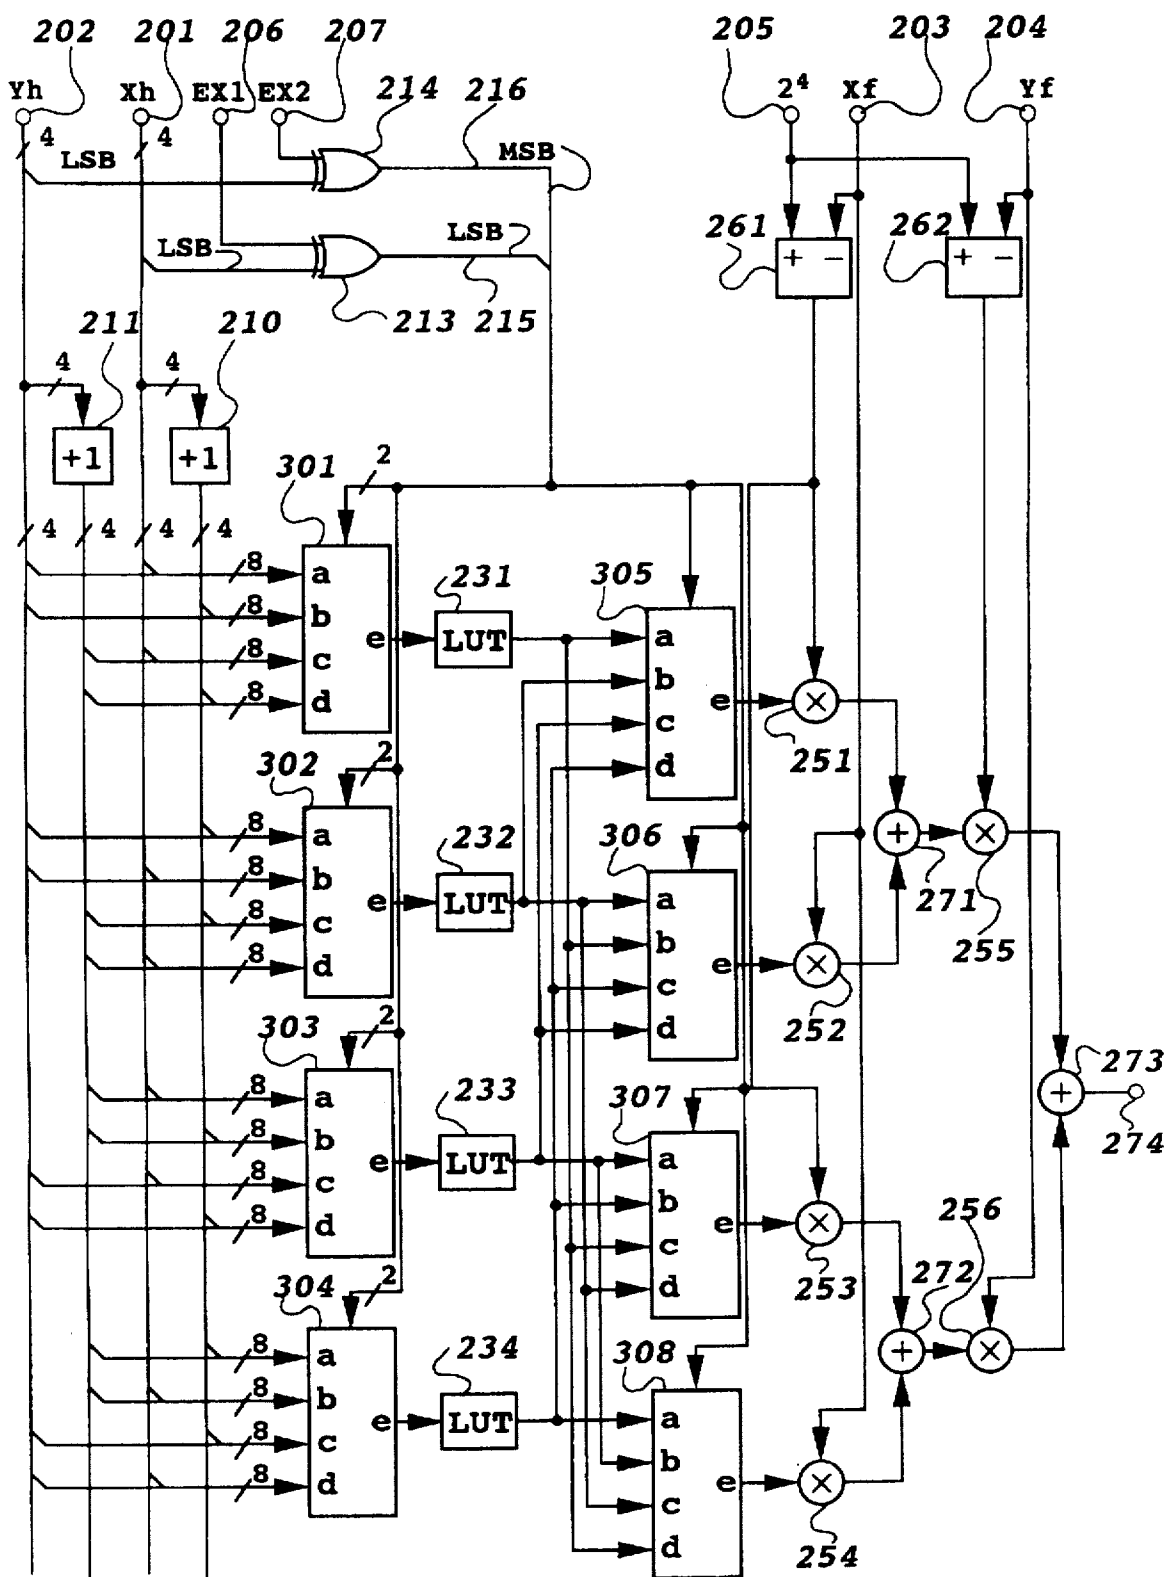 202 201 206 207 205 203 204
Yh Xh EX1 EX2 214 216 2⁴ Xf Yf
4 4 LSB MSB
261 262
LSB LSB + − + −
211 210 213 215
4 4
+1 +1
301 2
4 4 4 4
8 a 231 305
8 b e LUT a
8 c b
8 d e × 
c 251
302 2 d
8 a 232 306 + ×
8 b e LUT a 271
8 c b 255
8 d e ×
c 252
303 2 d 273
8 a 233 307 +
8 b e LUT a 274
8 c b
8 d e × 256
c 253 272
304 2 d + ×
8 a 234 308
8 b e LUT a
8 c b
8 d e ×
c 254
d